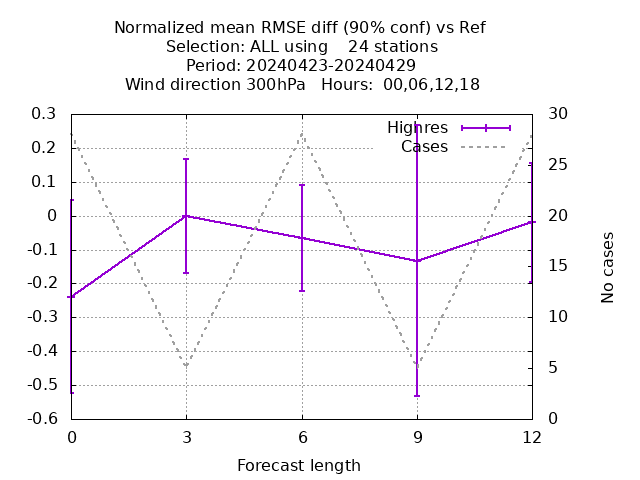 Normalized mean RMSE diff (90% conf) vs Ref
Selection: ALL using    24 stations
Period: 20240423-20240429
Wind direction 300hPa   Hours:  00,06,12,18
Highres
Cases
0.3
0.2
0.1
0
-0.1
-0.2
-0.3
-0.4
-0.5
-0.6
30
25
20
15
10
5
0
No cases
0
3
6
9
12
Forecast length